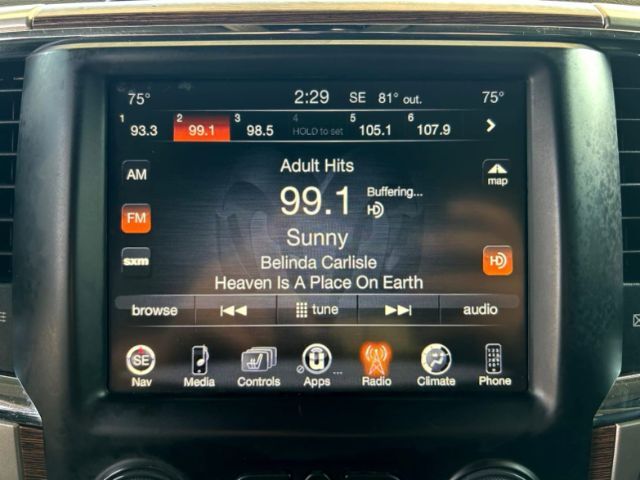 75° 2:29 SE 81° out. 75°
1 93.3 2 99.1 3 98.5 4 HOLD to set 5 105.1 6 107.9 >
AM Adult Hits map
99.1 Buffering...
HD
FM Sunny HD
sxm Belinda Carlisle
Heaven Is A Place On Earth
browse tune audio
SE
Nav Media Controls Apps ... Radio Climate Phone